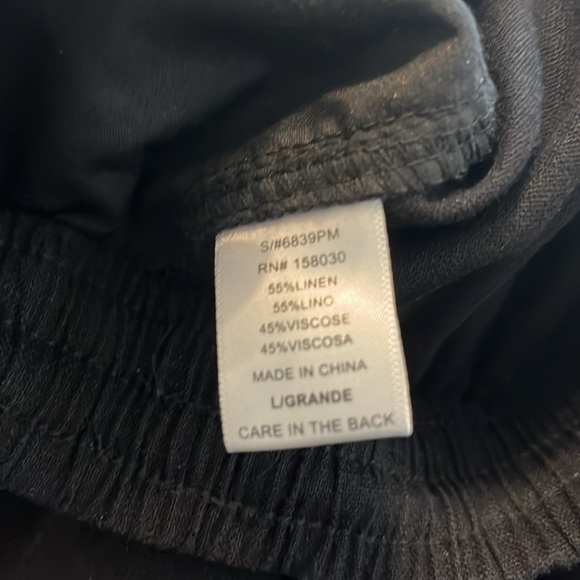 S/#6839PM
RN# 158030
55%LINEN
55%LINO
45%VISCOSE
45%VISCOSA
MADE IN CHINA
L/GRANDE
CARE IN THE BACK